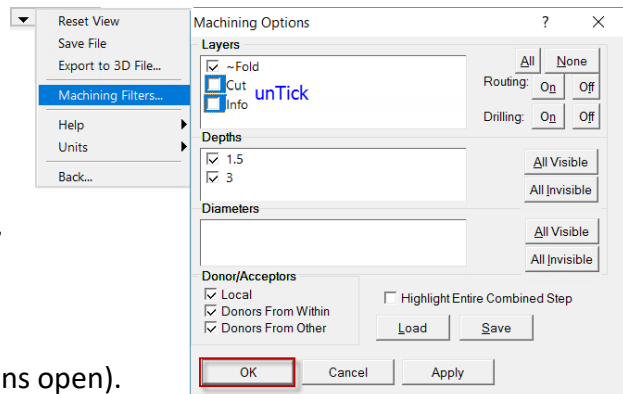 Reset View
Save File
Export to 3D File...
Machining Filters...
Help
Units
Back...
ns open).
Machining Options ? ×
Layers
~Fold
Cut
Info
unTick
All None
Routing: On Off
Drilling: On Off
Depths
1.5
3
All Visible
All Invisible
Diameters
All Visible
All Invisible
Donor/Acceptors
Local
Donors From Within
Donors From Other
Highlight Entire Combined Step
Load Save
OK Cancel Apply